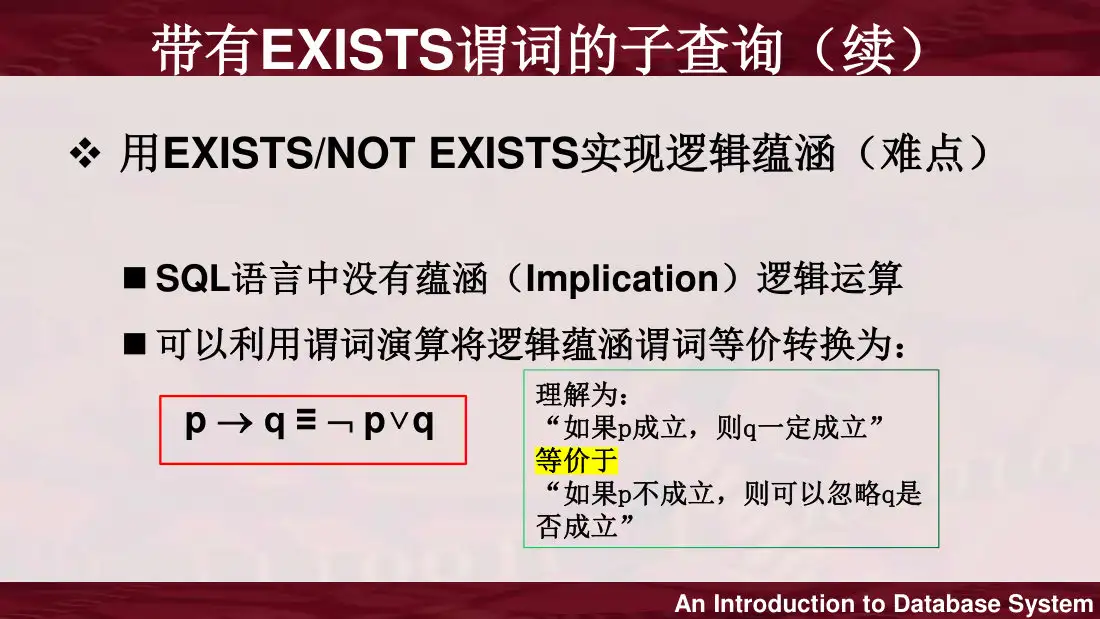 带有EXISTS谓词的子查询（续）
❖ 用EXISTS/NOT EXISTS实现逻辑蕴涵（难点）
■ SQL语言中没有蕴涵（Implication）逻辑运算
■ 可以利用谓词演算将逻辑蕴涵谓词等价转换为：
p → q ≡ ¬ p∨q
理解为：
“如果p成立，则q一定成立”
等价于
“如果p不成立，则可以忽略q是
否成立”
An Introduction to Database System